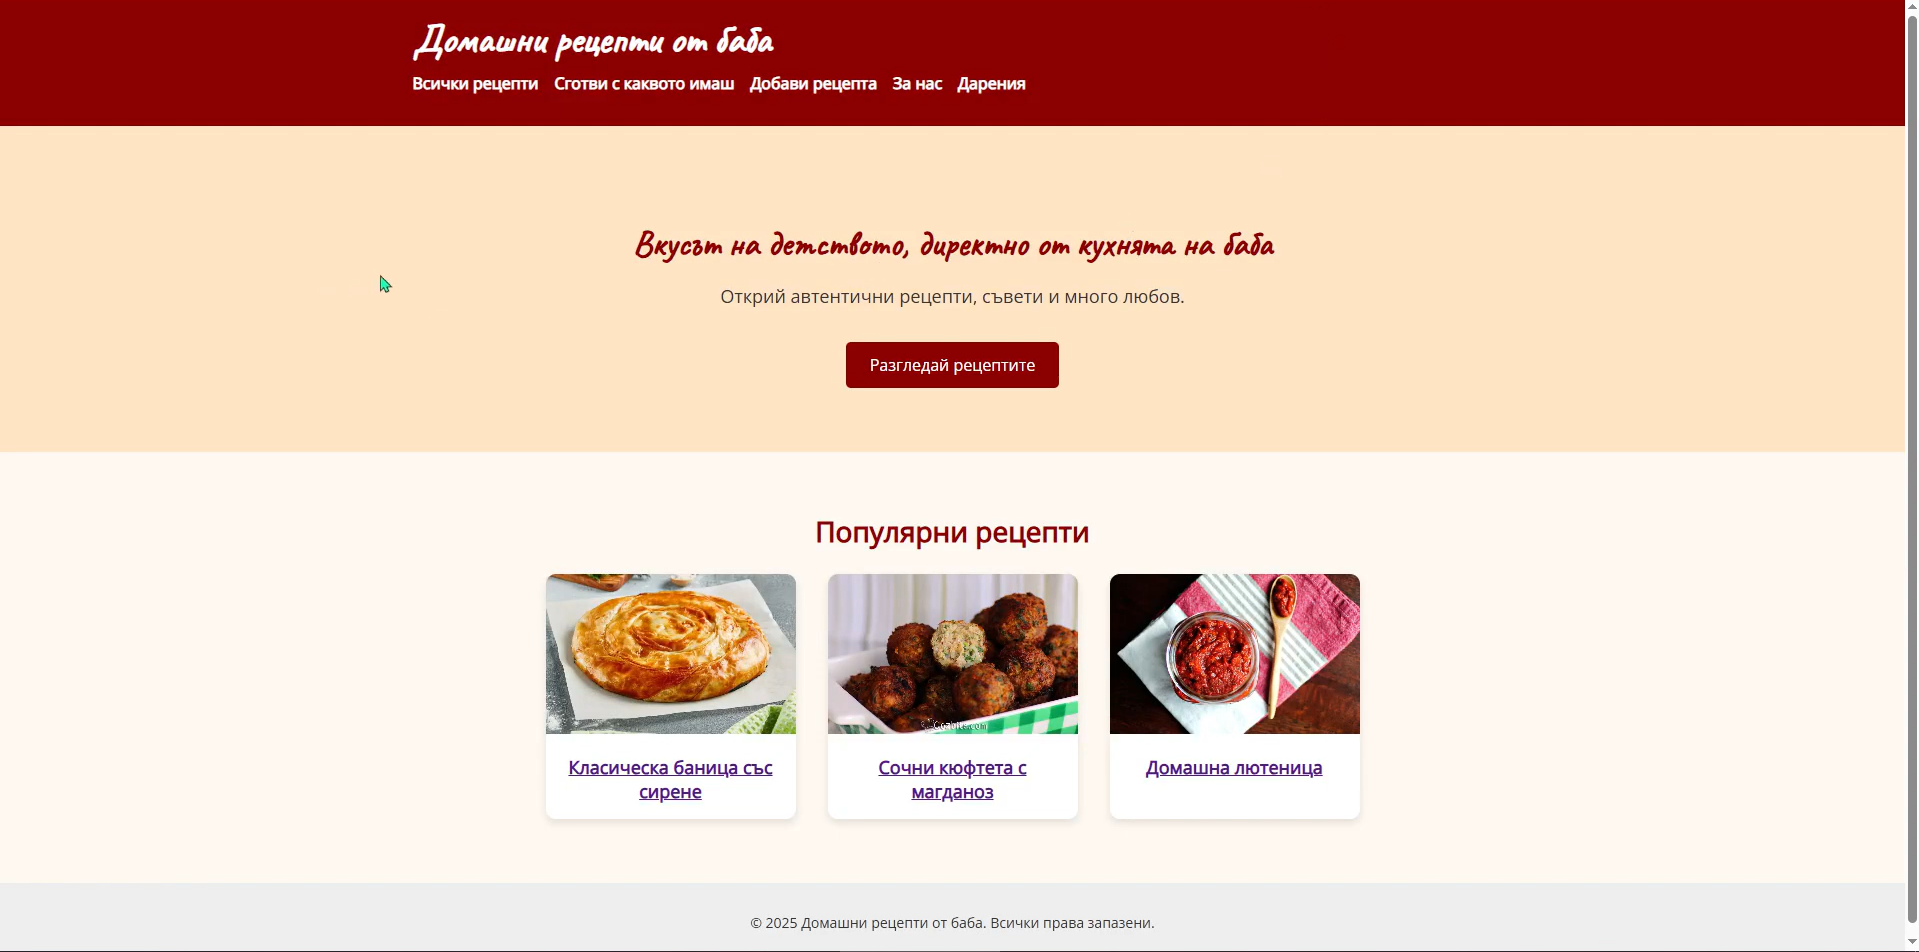 Домашни рецепти от баба
Всички рецепти Сготви с каквото имаш Добави рецепта За нас Дарения
Вкусът на детството, директно от кухнята на баба
Открий автентични рецепти, съвети и много любов.
Разгледай рецептите
Популярни рецепти
Класическа баница със
сирене
Сочни кюфтета с
магданоз
Домашна лютеница
© 2025 Домашни рецепти от баба. Всички права запазени.